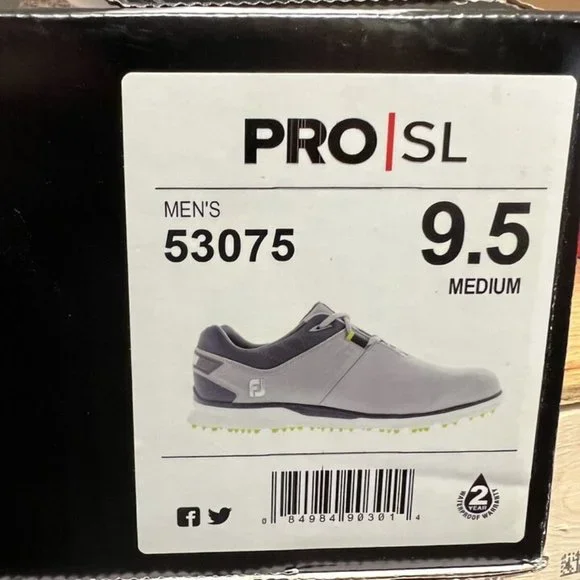 PRO|SL
MEN'S
53075
9.5
MEDIUM
FJ
0 84984 90301 4
2
YEAR
WATERPROOF WARRANTY